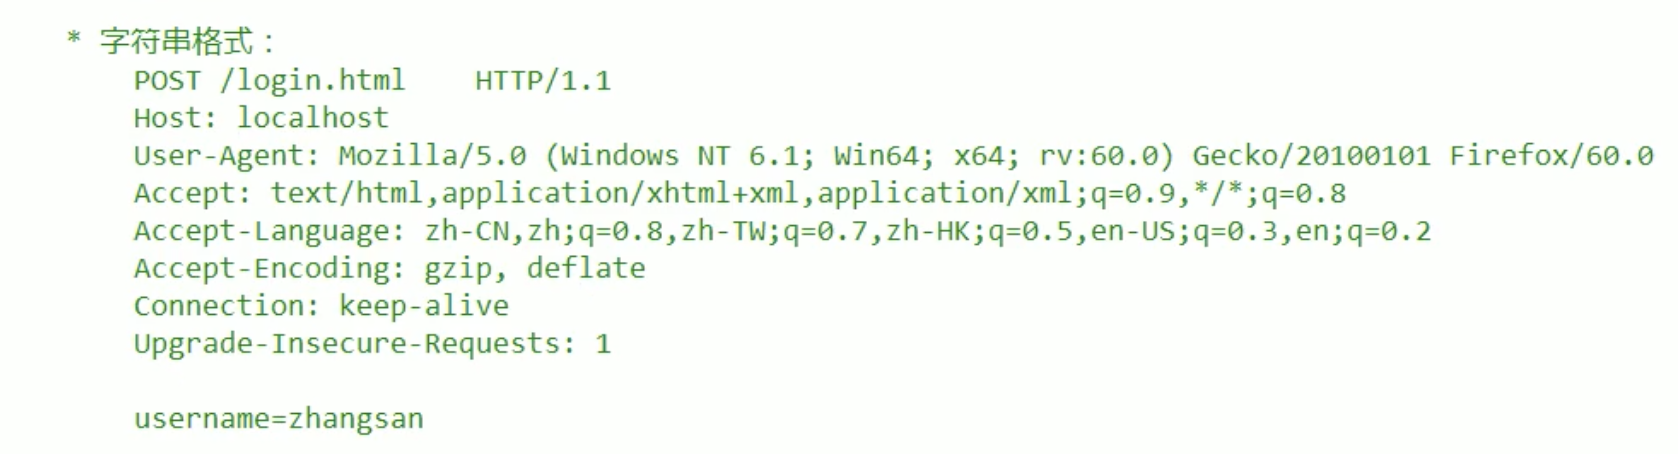 * 字符串格式：
POST /login.html    HTTP/1.1
Host: localhost
User-Agent: Mozilla/5.0 (Windows NT 6.1; Win64; x64; rv:60.0) Gecko/20100101 Firefox/60.0
Accept: text/html,application/xhtml+xml,application/xml;q=0.9,*/*;q=0.8
Accept-Language: zh-CN,zh;q=0.8,zh-TW;q=0.7,zh-HK;q=0.5,en-US;q=0.3,en;q=0.2
Accept-Encoding: gzip, deflate
Connection: keep-alive
Upgrade-Insecure-Requests: 1
username=zhangsan